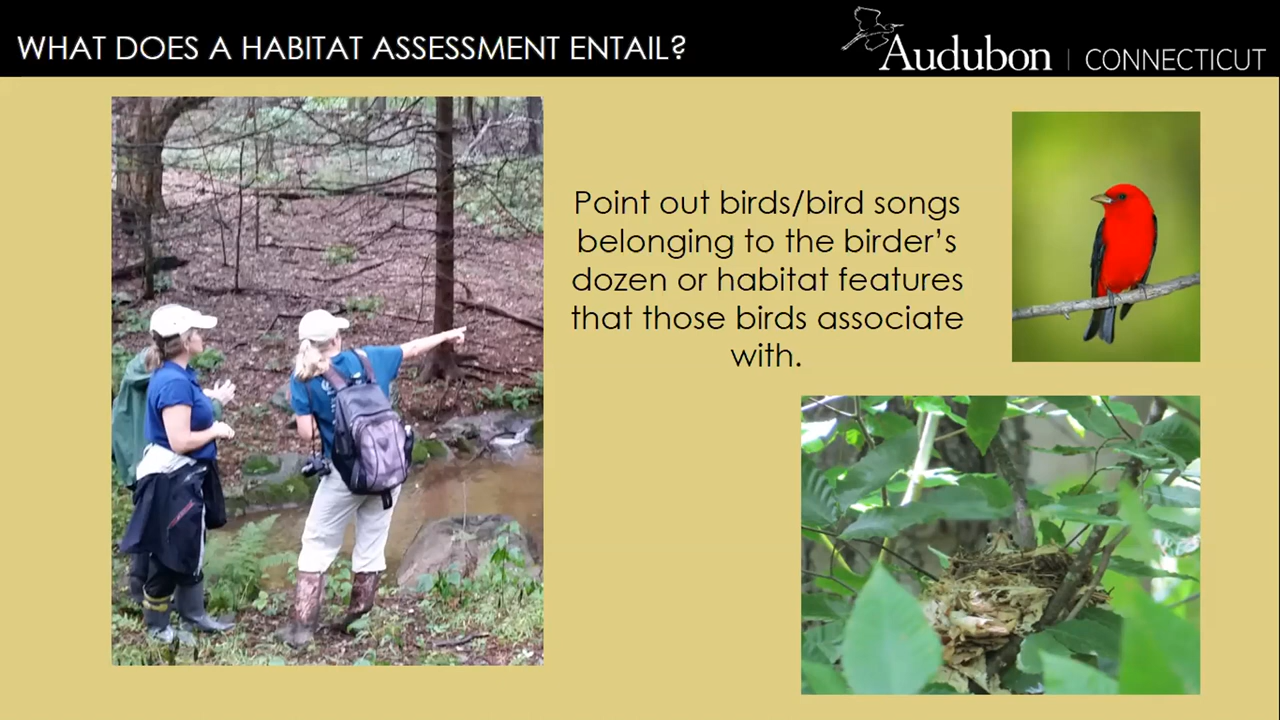 WHAT DOES A HABITAT ASSESSMENT ENTAIL?
Audubon | CONNECTICUT
Point out birds/bird songs
belonging to the birder’s
dozen or habitat features
that those birds associate
with.